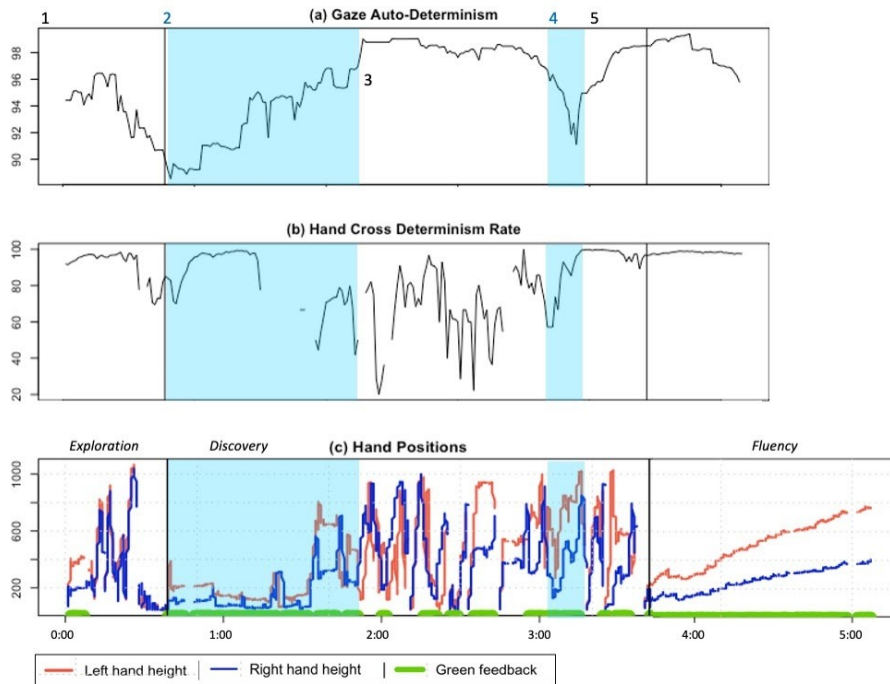 1 2 (a) Gaze Auto-Determinism 4 5
3
98
96
94
92
90
(b) Hand Cross Determinism Rate
100
80
60
40
20
Exploration Discovery (c) Hand Positions Fluency
1000
600
200
0:00 1:00 2:00 3:00 4:00 5:00
Left hand height Right hand height Green feedback